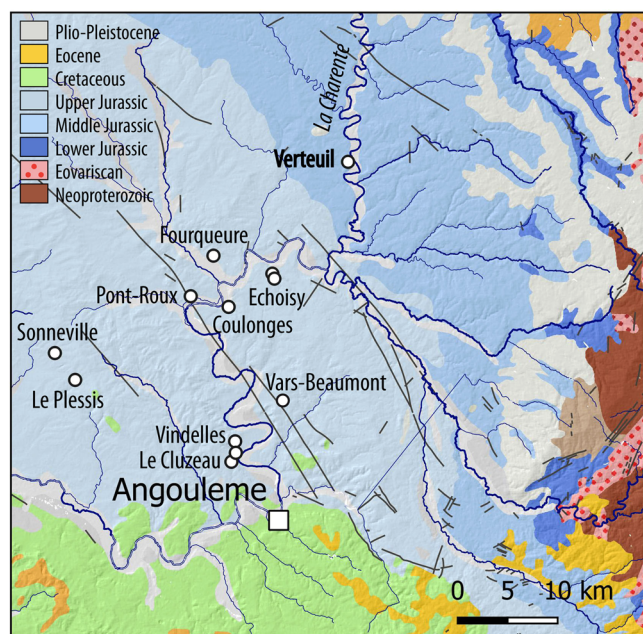 Plio-Pleistocene
Eocene
Cretaceous
Upper Jurassic
Middle Jurassic
Lower Jurassic
Eovariscan
Neoproterozoic
La Charente
Verteuil
Fourqueure
Pont-Roux
Echoisy
Coulonges
Sonneville
Le Plessis
Vars-Beaumont
Vindelles
Le Cluzeau
Angouleme
0 5 10 km